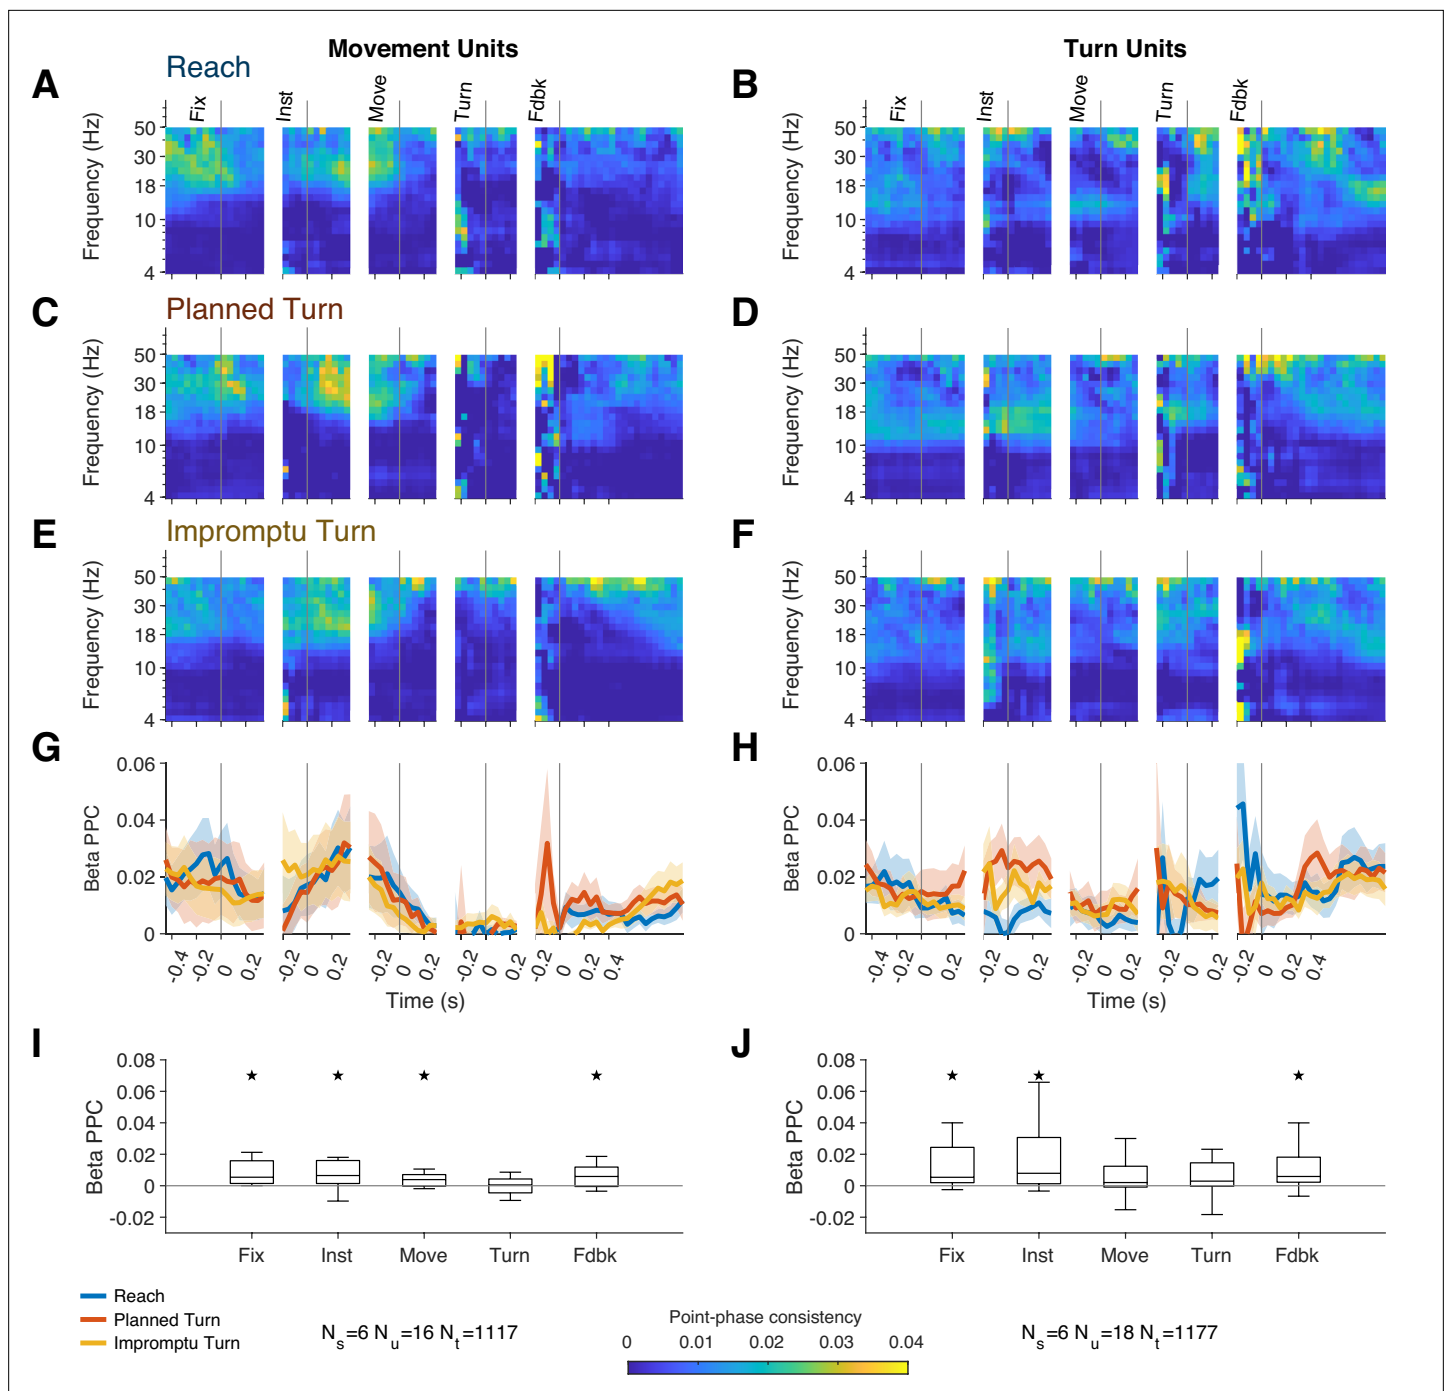 Movement Units
Turn Units
A
Reach
Fix
Inst
Move
Turn
Fdbk
Frequency (Hz)
50
30
18
10
4
B
Fix
Inst
Move
Turn
Fdbk
Frequency (Hz)
50
30
18
10
4
C
Planned Turn
Frequency (Hz)
50
30
18
10
4
D
Frequency (Hz)
50
30
18
10
4
E
Impromptu Turn
Frequency (Hz)
50
30
18
10
4
F
Frequency (Hz)
50
30
18
10
4
G
Beta PPC
0.06
0.04
0.02
0
-0.4 -0.2 0 0.2 -0.2 0 0.2 -0.2 0 0.2 -0.2 0 0.2 -0.2 0 0.2 0.4
Time (s)
H
Beta PPC
0.06
0.04
0.02
0
-0.4 -0.2 0 0.2 -0.2 0 0.2 -0.2 0 0.2 -0.2 0 0.2 -0.2 0 0.2 0.4
Time (s)
I
Beta PPC
0.08
0.06
0.04
0.02
0
-0.02
Fix Inst Move Turn Fdbk
J
Beta PPC
0.08
0.06
0.04
0.02
0
-0.02
Fix Inst Move Turn Fdbk
Reach
Planned Turn
Impromptu Turn
N_s=6 N_u=16 N_t=1117
Point-phase consistency
0 0.01 0.02 0.03 0.04
N_s=6 N_u=18 N_t=1177